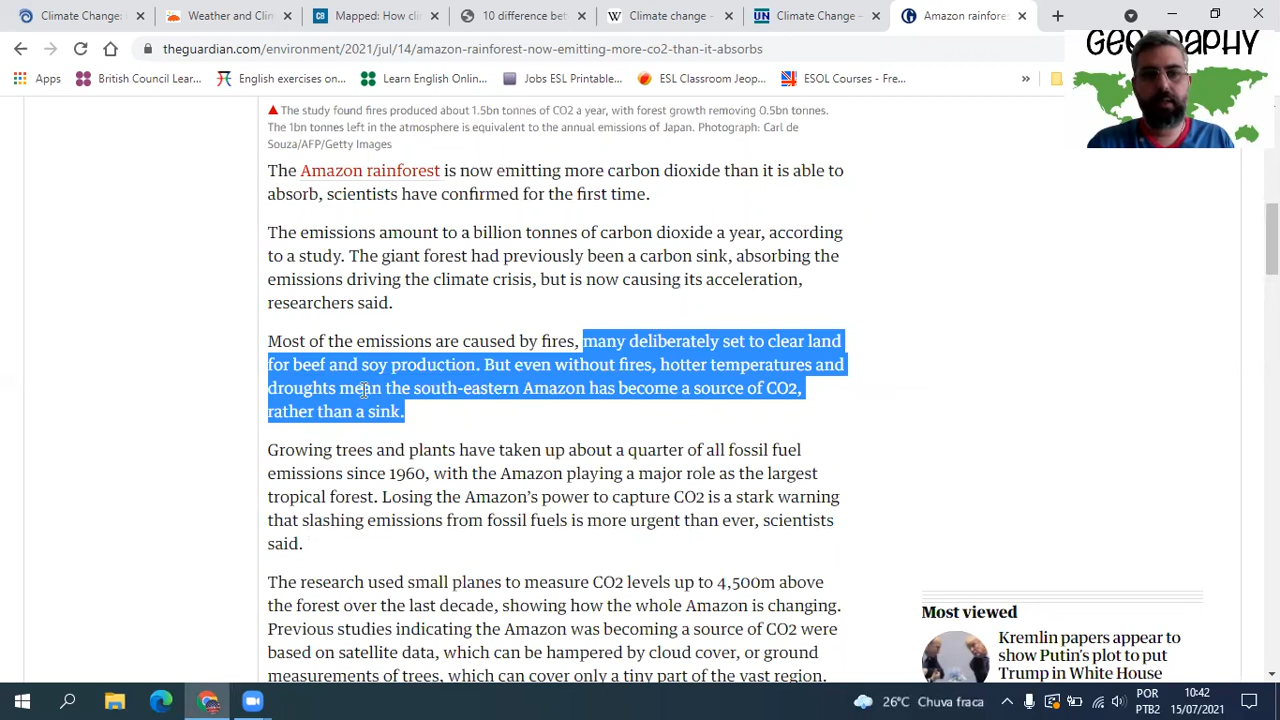 Climate Change:
Weather and Clim
Mapped: How clim
10 difference bet
Climate change -
Climate Change -
Amazon rainfores
theguardian.com/environment/2021/jul/14/amazon-rainforest-now-emitting-more-co2-than-it-absorbs
Apps
British Council Lear...
English exercises on...
Learn English Online...
Jobs ESL Printable...
ESL Classroom Jeop...
ESOL Courses - Fre...
»
GEOGRAPHY
The study found fires produced about 1.5bn tonnes of CO2 a year, with forest growth removing 0.5bn tonnes.
The 1bn tonnes left in the atmosphere is equivalent to the annual emissions of Japan. Photograph: Carl de
Souza/AFP/Getty Images
The Amazon rainforest is now emitting more carbon dioxide than it is able to
absorb, scientists have confirmed for the first time.
The emissions amount to a billion tonnes of carbon dioxide a year, according
to a study. The giant forest had previously been a carbon sink, absorbing the
emissions driving the climate crisis, but is now causing its acceleration,
researchers said.
Most of the emissions are caused by fires, many deliberately set to clear land
for beef and soy production. But even without fires, hotter temperatures and
droughts mean the south-eastern Amazon has become a source of CO2,
rather than a sink.
Growing trees and plants have taken up about a quarter of all fossil fuel
emissions since 1960, with the Amazon playing a major role as the largest
tropical forest. Losing the Amazon's power to capture CO2 is a stark warning
that slashing emissions from fossil fuels is more urgent than ever, scientists
said.
The research used small planes to measure CO2 levels up to 4,500m above
the forest over the last decade, showing how the whole Amazon is changing.
Previous studies indicating the Amazon was becoming a source of CO2 were
based on satellite data, which can be hampered by cloud cover, or ground
measurements of trees, which can cover only a tiny part of the vast region.
Most viewed
Kremlin papers appear to
show Putin's plot to put
Trump in White House
26°C Chuva fraca
POR
PTB2
10:42
15/07/2021